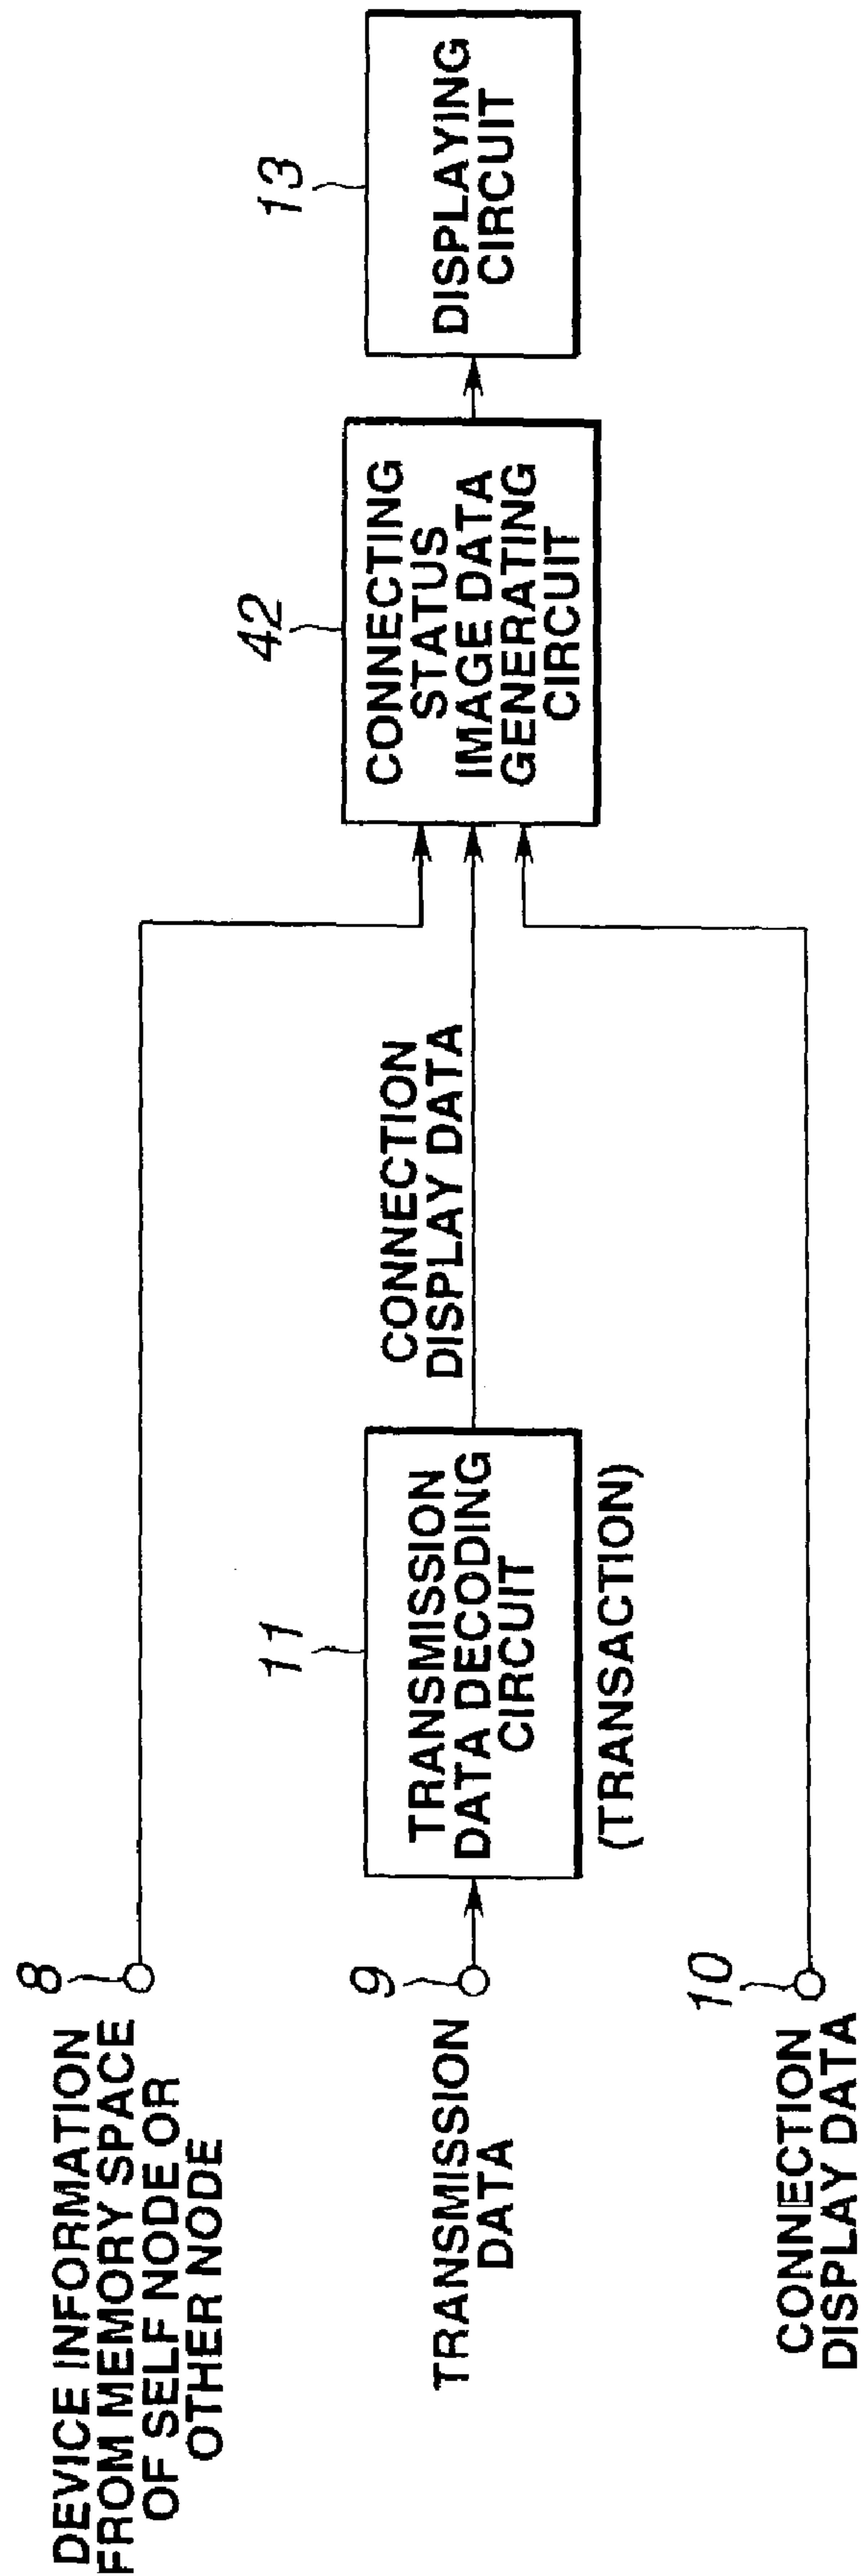 8
DEVICE INFORMATION
FROM MEMORY SPACE
OF SELF NODE OR
OTHER NODE
9
TRANSMISSION
DATA
11
TRANSMISSION
DATA DECODING
CIRCUIT
(TRANSACTION)
CONNECTION
DISPLAY DATA
10
CONNECTION
DISPLAY DATA
42
CONNECTING
STATUS
IMAGE DATA
GENERATING
CIRCUIT
13
DISPLAYING
CIRCUIT